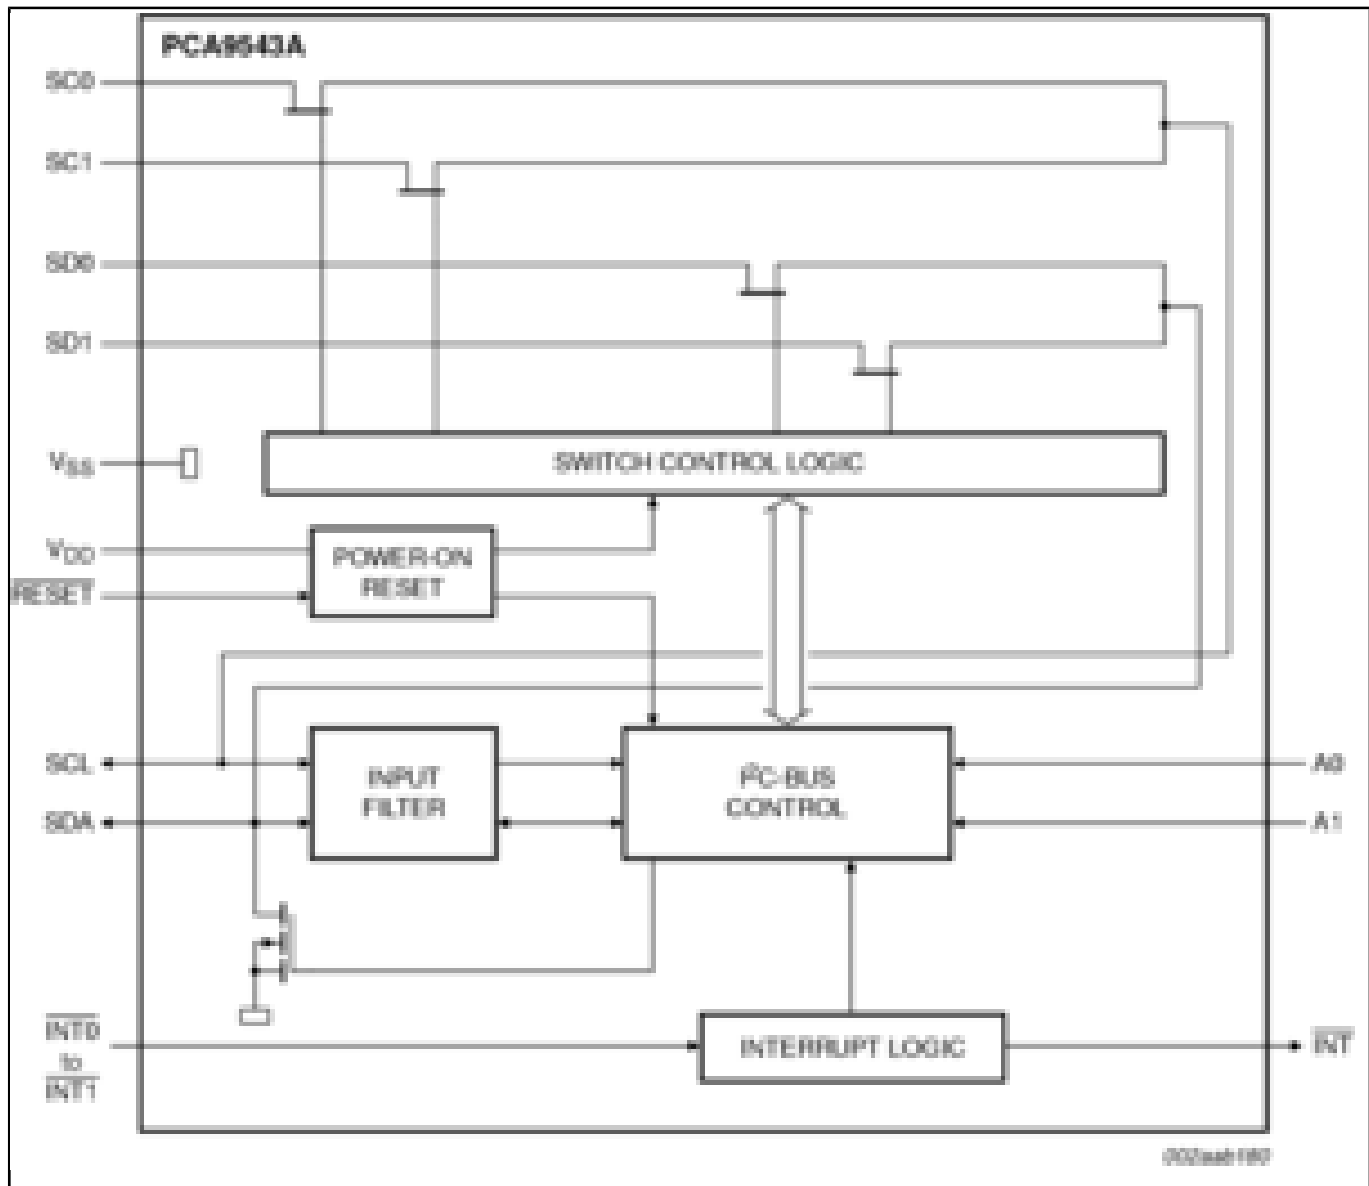 PCA9543A
SC0
SC1
SD0
SD1
VSS
SWITCH CONTROL LOGIC
VDD
POWER-ON
RESET
RESET
SCL
INPUT
FILTER
I²C-BUS
CONTROL
A0
SDA
A1
INT0
to
INT1
INTERRUPT LOGIC
INT
002aab180